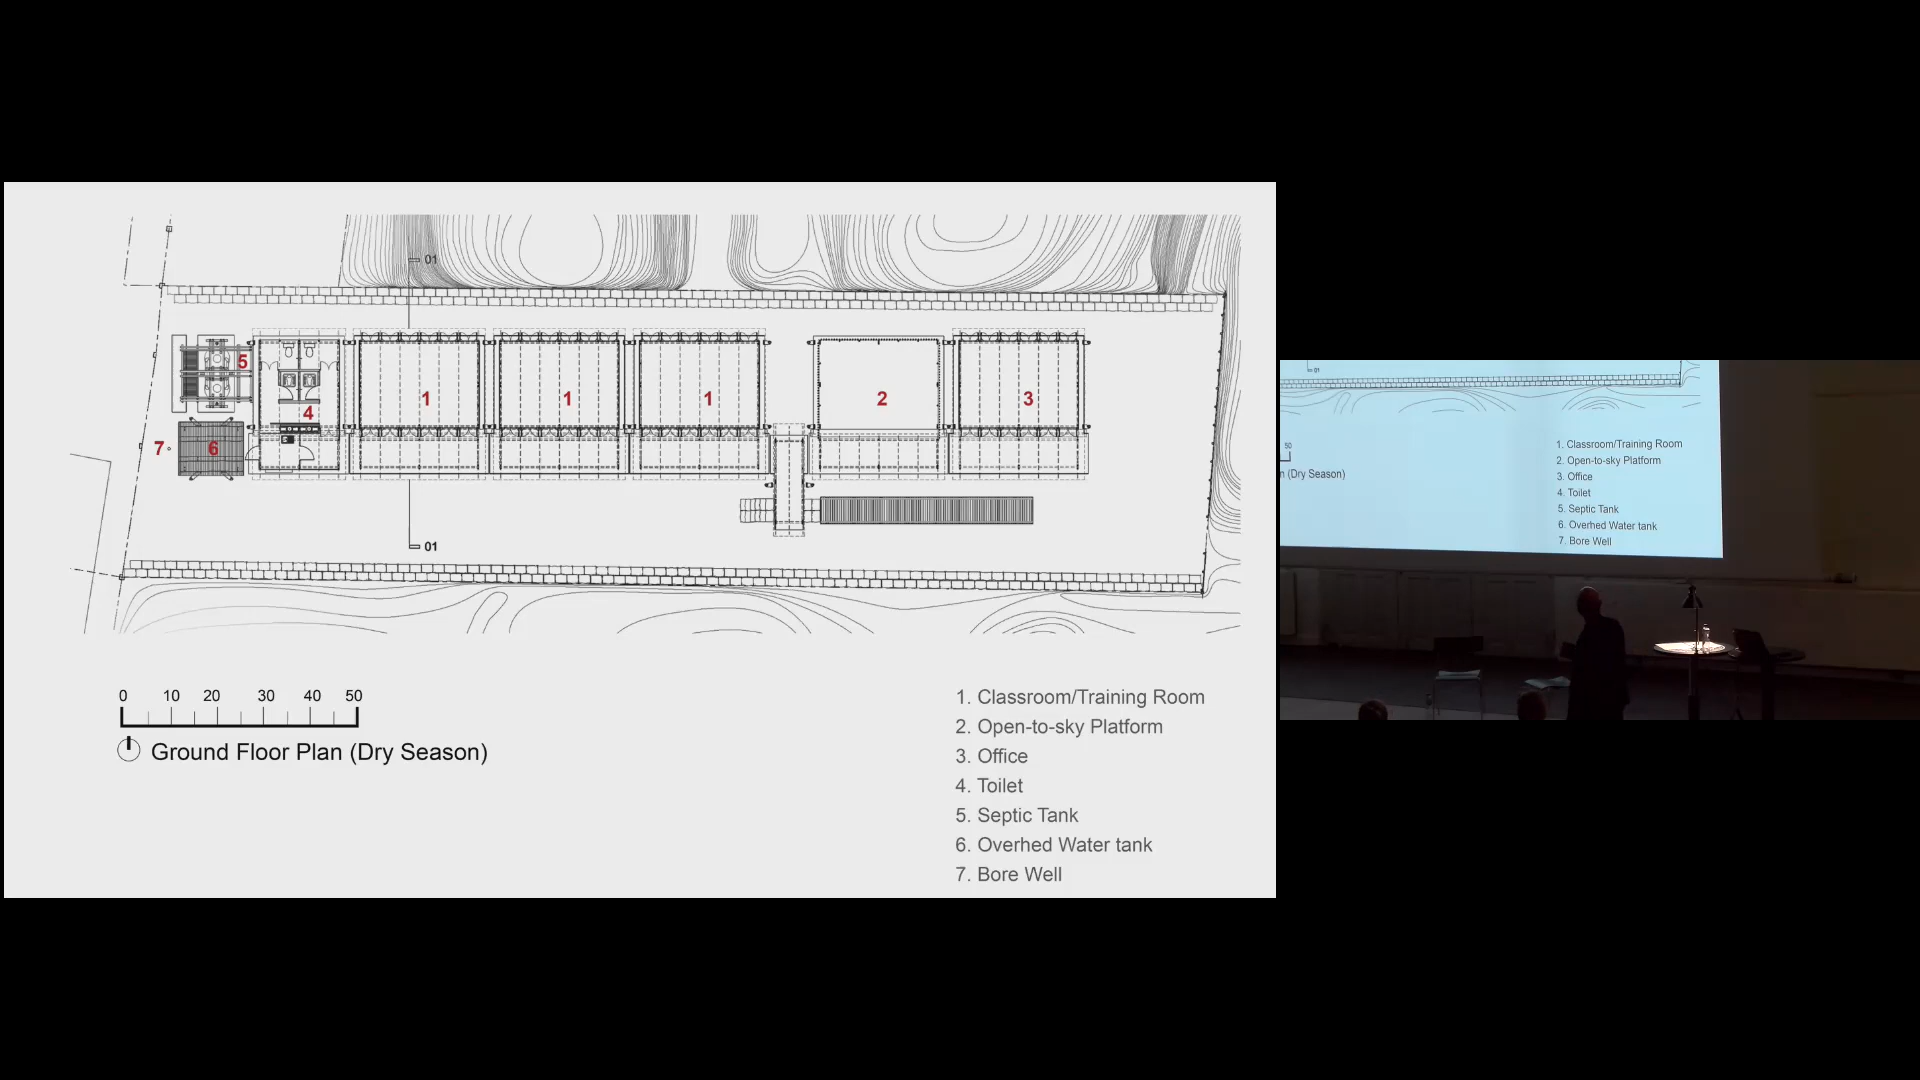 01
5
1
1
1
2
3
4
7
6
01
0 10 20 30 40 50
Ground Floor Plan (Dry Season)
1. Classroom/Training Room
2. Open-to-sky Platform
3. Office
4. Toilet
5. Septic Tank
6. Overhed Water tank
7. Bore Well
01
50
n (Dry Season)
1. Classroom/Training Room
2. Open-to-sky Platform
3. Office
4. Toilet
5. Septic Tank
6. Overhed Water tank
7. Bore Well